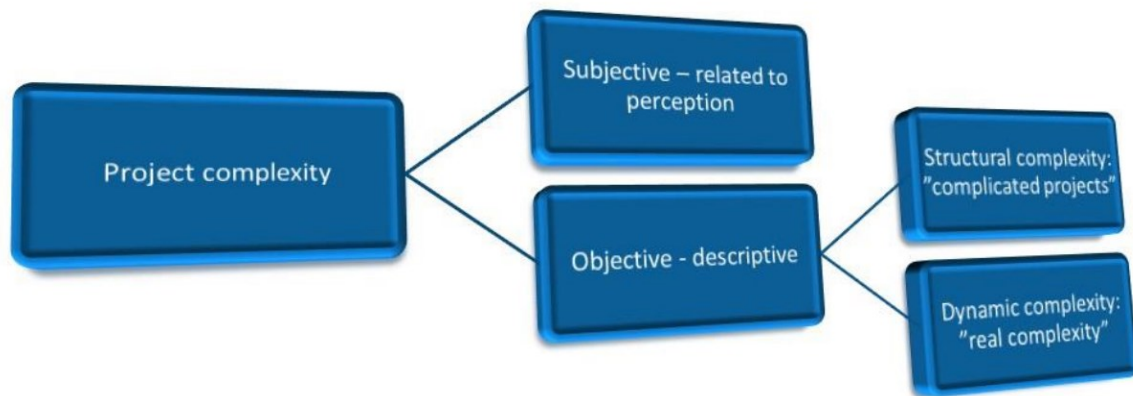 Project complexity
Subjective – related to
perception
Objective - descriptive
Structural complexity:
”complicated projects”
Dynamic complexity:
”real complexity”